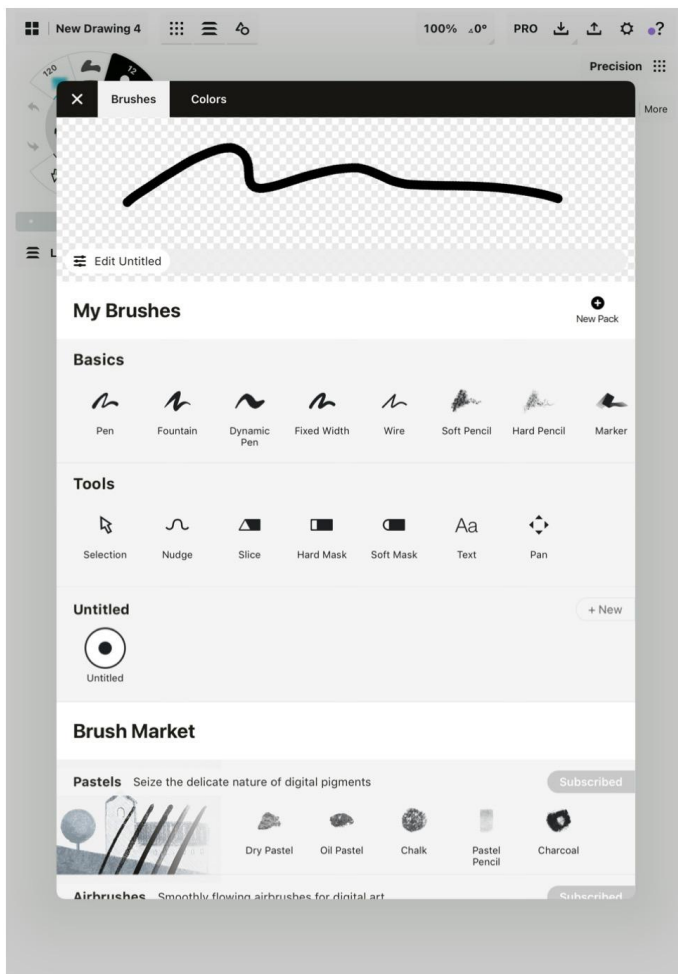 New Drawing 4
100% ⊿0° PRO ?
Precision
120 12
Brushes Colors
More
Edit Untitled
My Brushes
New Pack
Basics
Pen Fountain Dynamic Pen Fixed Width Wire Soft Pencil Hard Pencil Marker
Tools
Aa
Selection Nudge Slice Hard Mask Soft Mask Text Pan
Untitled + New
Untitled
Brush Market
Pastels Seize the delicate nature of digital pigments Subscribed
Dry Pastel Oil Pastel Chalk Pastel Pencil Charcoal
Airbrushes Smoothly flowing airbrushes for digital art Subscribed